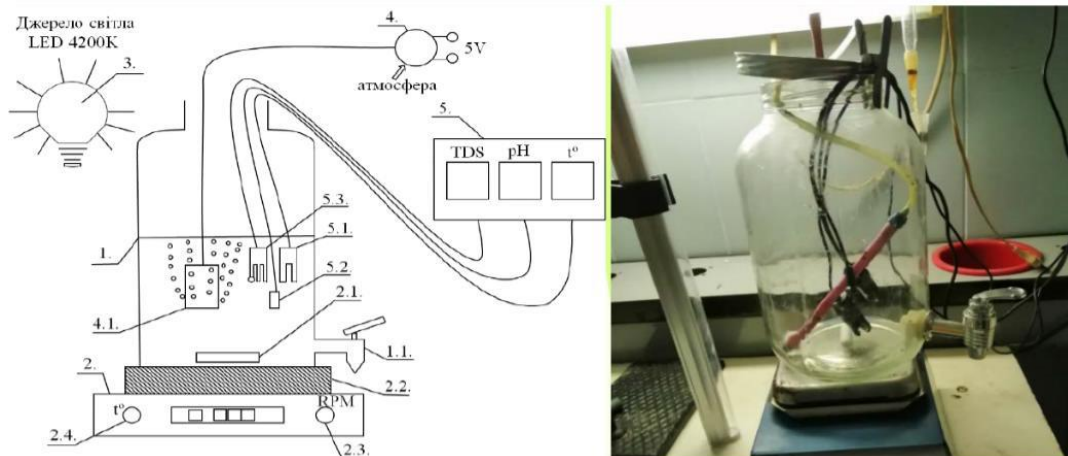 Джерело світла
LED 4200K
3.
4.
5V
атмосфера
5.
TDS pH t°
5.3.
5.1.
1.
5.2.
4.1.
2.1.
1.1.
2.
2.2.
t°
RPM
2.4.
2.3.